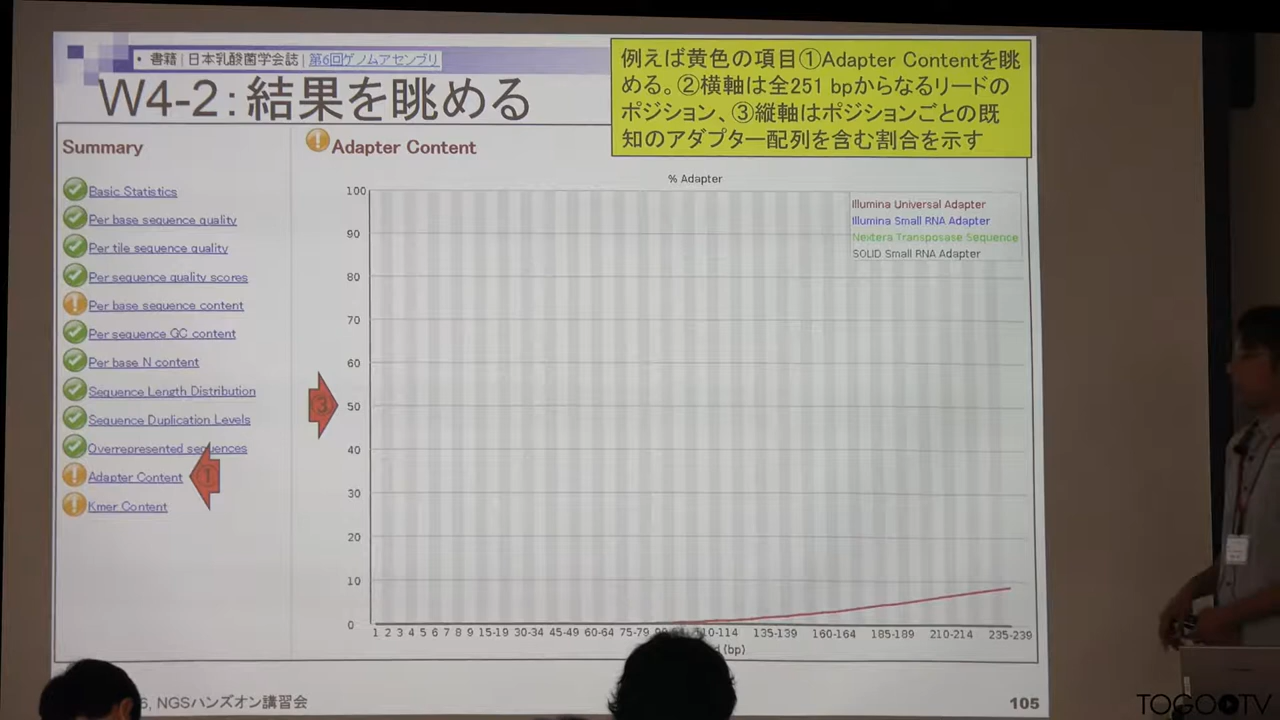 • 書籍 | 日本乳酸菌学会誌 | 第6回ゲノムアセンブリ
W4-2：結果を眺める
例えば黄色の項目①Adapter Contentを眺
める。②横軸は全251 bpからなるリードの
ポジション、③縦軸はポジションごとの既
知のアダプター配列を含む割合を示す
Summary
Basic Statistics
Per base sequence quality
Per tile sequence quality
Per sequence quality scores
Per base sequence content
Per sequence GC content
Per base N content
Sequence Length Distribution
Sequence Duplication Levels
Overrepresented sequences
Adapter Content
①
Kmer Content
! Adapter Content
% Adapter
Illumina Universal Adapter
Illumina Small RNA Adapter
Nextera Transposase Sequence
SOLID Small RNA Adapter
100
90
80
70
60
③
50
40
30
20
10
0
1 2 3 4 5 6 7 8 9 15-19 30-34 45-49 60-64 75-79 110-114 135-139 160-164 185-189 210-214 235-239
(bp)
6, NGSハンズオン講習会
105
TOGOTV